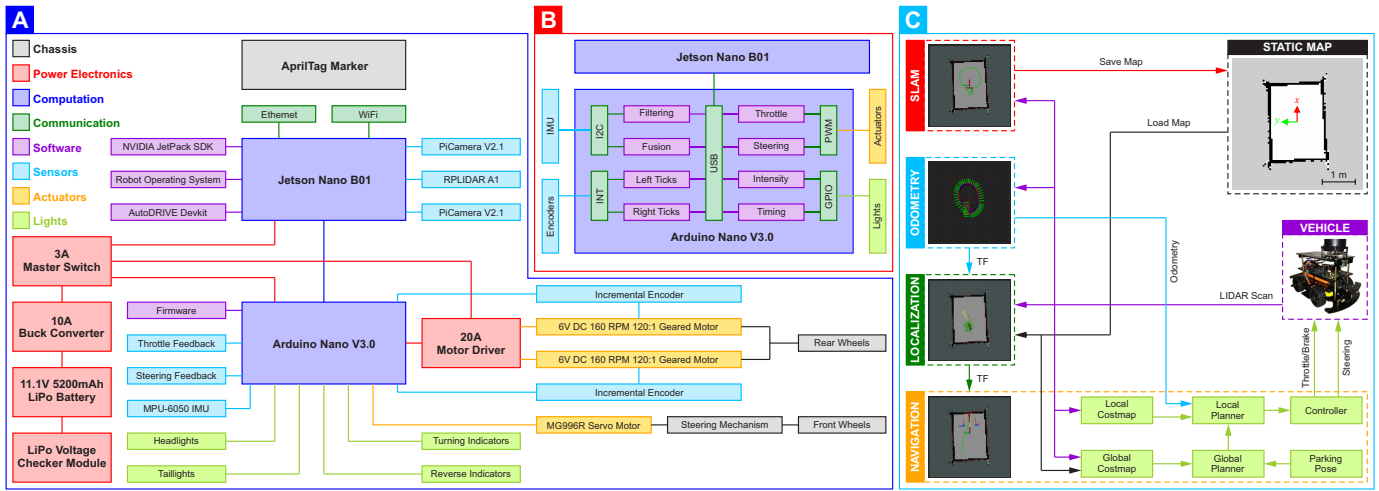 A
Chassis
Power Electronics
Computation
Communication
Software
Sensors
Actuators
Lights
AprilTag Marker
Ethernet
WiFi
NVIDIA JetPack SDK
Robot Operating System
AutoDRIVE Devkit
Jetson Nano B01
PiCamera V2.1
RPLIDAR A1
PiCamera V2.1
3A
Master Switch
10A
Buck Converter
11.1V 5200mAh
LiPo Battery
LiPo Voltage
Checker Module
Firmware
Throttle Feedback
Steering Feedback
MPU-6050 IMU
Headlights
Taillights
Arduino Nano V3.0
20A
Motor Driver
Incremental Encoder
6V DC 160 RPM 120:1 Geared Motor
6V DC 160 RPM 120:1 Geared Motor
Incremental Encoder
Rear Wheels
MG996R Servo Motor
Steering Mechanism
Front Wheels
Turning Indicators
Reverse Indicators
B
Jetson Nano B01
IMU
Encoders
I2C
INT
Filtering
Fusion
Left Ticks
Right Ticks
USB
Throttle
Steering
Intensity
Timing
PWM
GPIO
Actuators
Lights
Arduino Nano V3.0
C
SLAM
Save Map
STATIC MAP
x
y
1 m
Load Map
ODOMETRY
TF
Odometry
VEHICLE
LIDAR Scan
LOCALIZATION
TF
Throttle/Brake
Steering
NAVIGATION
Local
Costmap
Local
Planner
Controller
Global
Costmap
Global
Planner
Parking
Pose